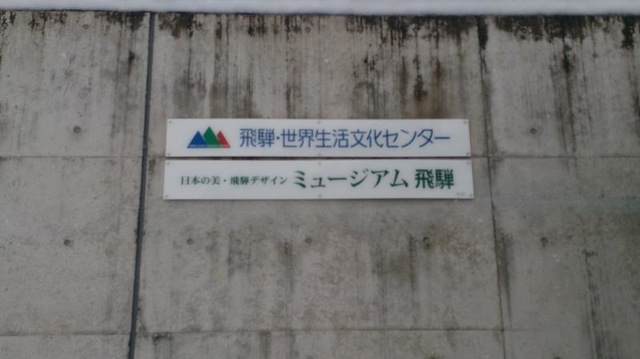 飛騨・世界生活文化センター
日本の美・飛騨デザイン ミュージアム 飛騨